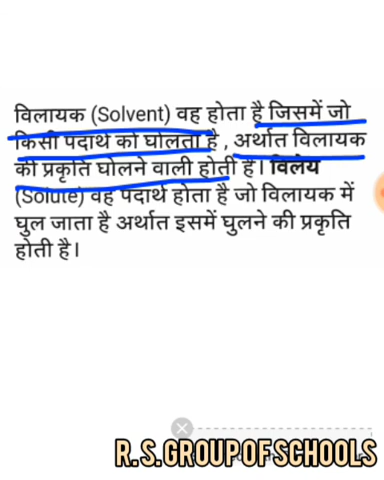 विलायक (Solvent) वह होता है जिसमें जो
किसी पदार्थ को घोलता है , अर्थात विलायक
की प्रकृति घोलने वाली होती है। विलेय
(Solute) वह पदार्थ होता है जो विलायक में
घुल जाता है अर्थात इसमें घुलने की प्रकृति
होती है।
R.S.GROUPOFSCHOOLS